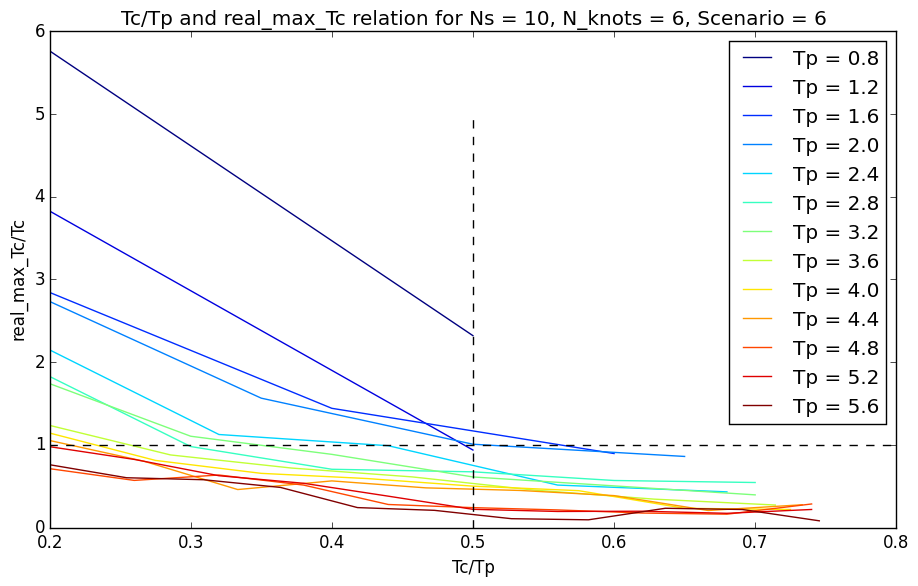 Tc/Tp and real_max_Tc relation for Ns = 10, N_knots = 6, Scenario = 6
6
5
4
3
2
1
0
real_max_Tc/Tc
Tp = 0.8
Tp = 1.2
Tp = 1.6
Tp = 2.0
Tp = 2.4
Tp = 2.8
Tp = 3.2
Tp = 3.6
Tp = 4.0
Tp = 4.4
Tp = 4.8
Tp = 5.2
Tp = 5.6
0.2 0.3 0.4 0.5 0.6 0.7 0.8
Tc/Tp